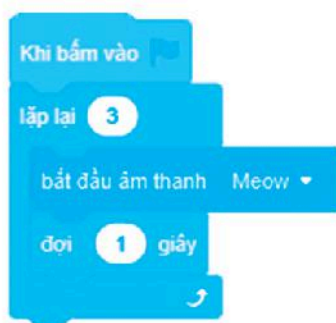 Khi bấm vào
lặp lại 3
bắt đầu âm thanh Meow
đợi 1 giây